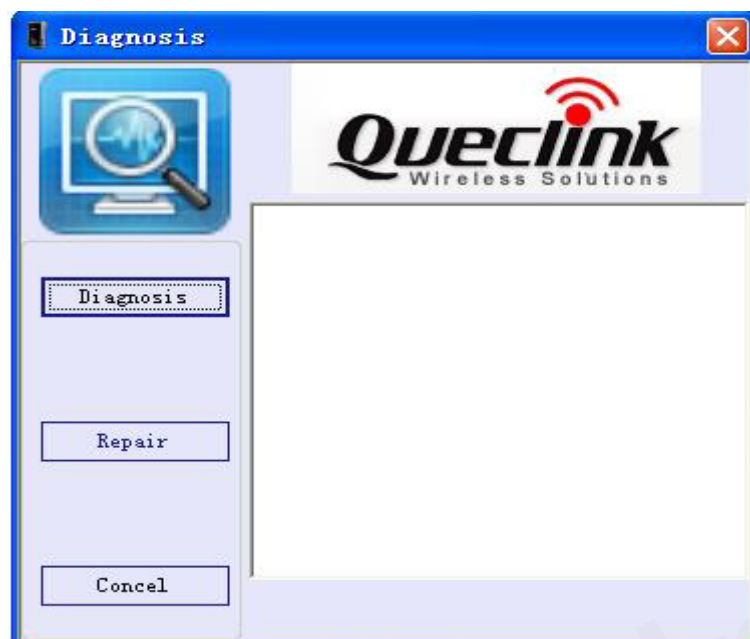 Diagnosis
Queclink
Wireless Solutions
Diagnosis
Repair
Concel